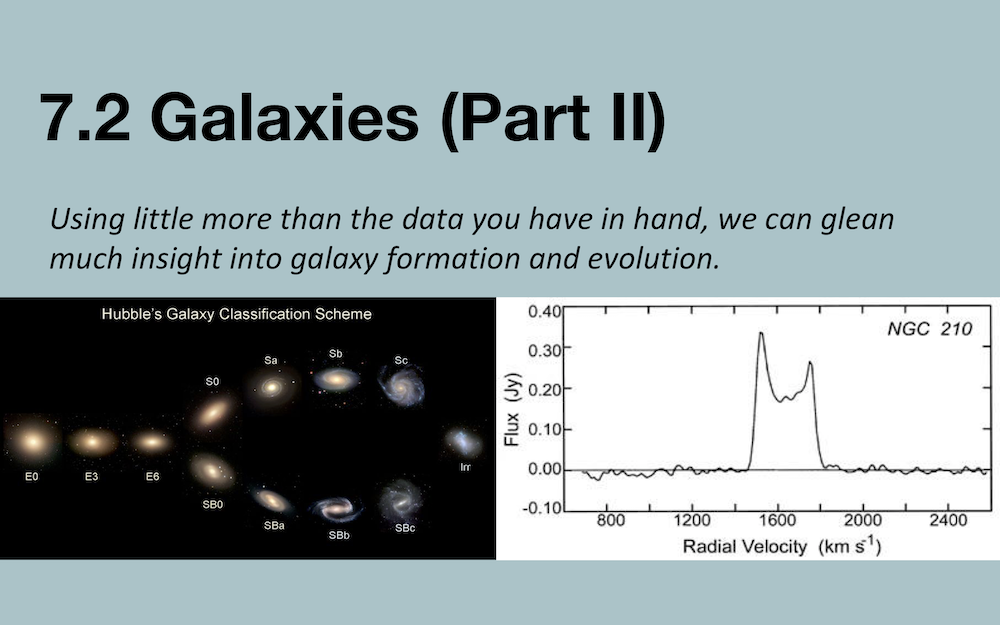 7.2 Galaxies (Part II)
Using little more than the data you have in hand, we can glean
much insight into galaxy formation and evolution.
Hubble's Galaxy Classification Scheme
Sa
Sb
Sc
S0
E0
E3
E6
Irr
SB0
SBa
SBb
SBc
NGC 210
0.40
0.30
0.20
0.10
0.00
-0.10
Flux (Jy)
800 1200 1600 2000 2400
Radial Velocity (km s⁻¹)